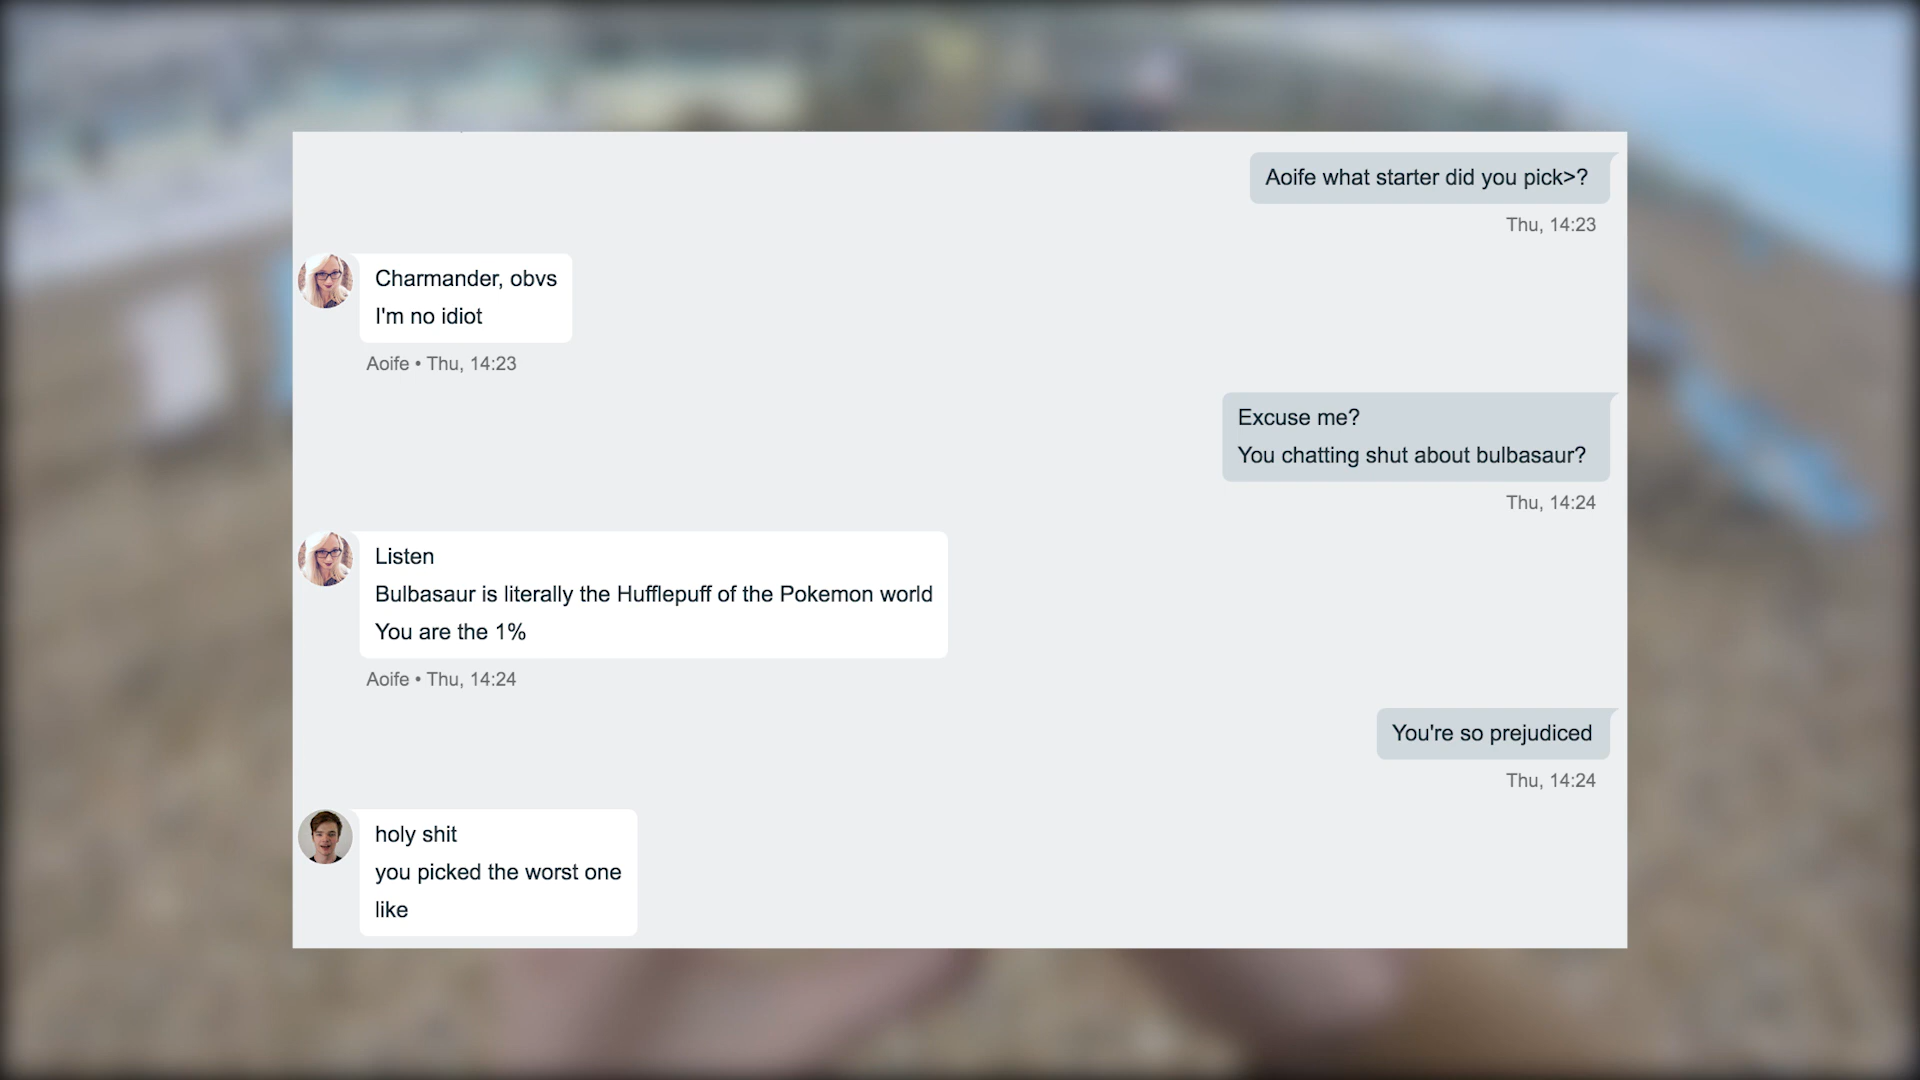 Aoife what starter did you pick>?
Thu, 14:23
Charmander, obvs
I'm no idiot
Aoife • Thu, 14:23
Excuse me?
You chatting shut about bulbasaur?
Thu, 14:24
Listen
Bulbasaur is literally the Hufflepuff of the Pokemon world
You are the 1%
Aoife • Thu, 14:24
You're so prejudiced
Thu, 14:24
holy shit
you picked the worst one
like